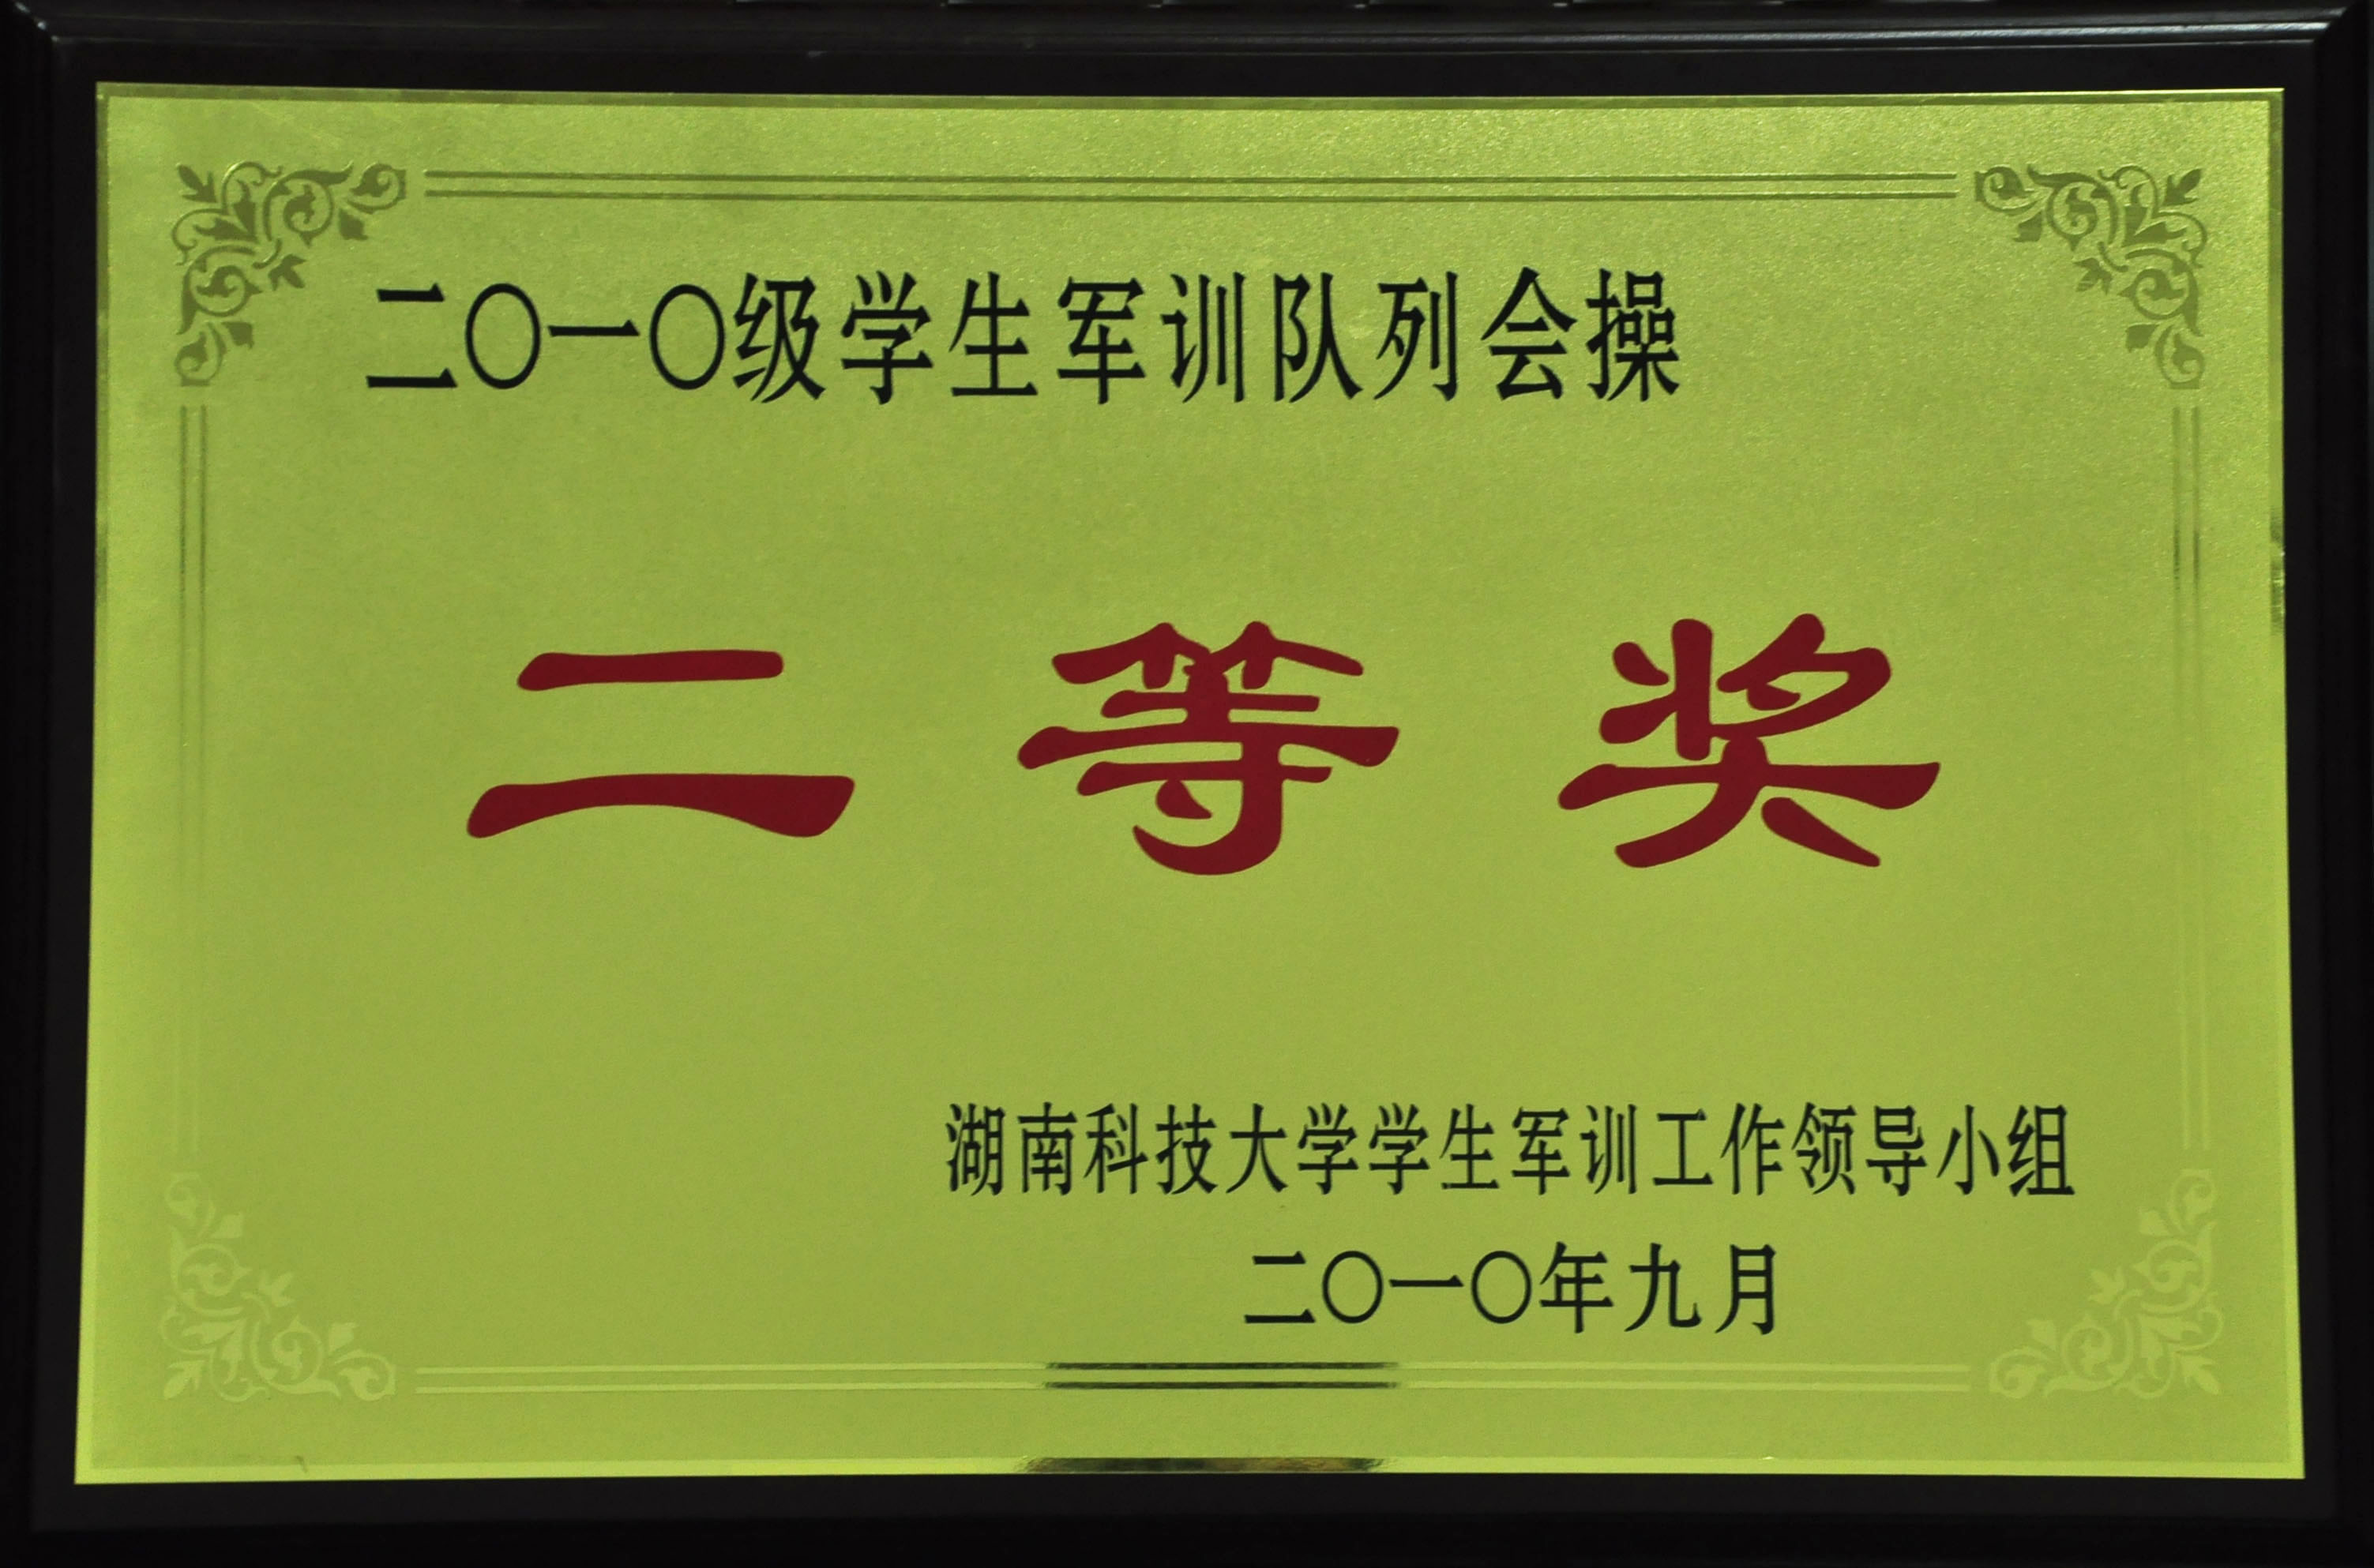 二〇一〇级学生军训队列会操
二等奖
湖南科技大学学生军训工作领导小组
二〇一〇年九月